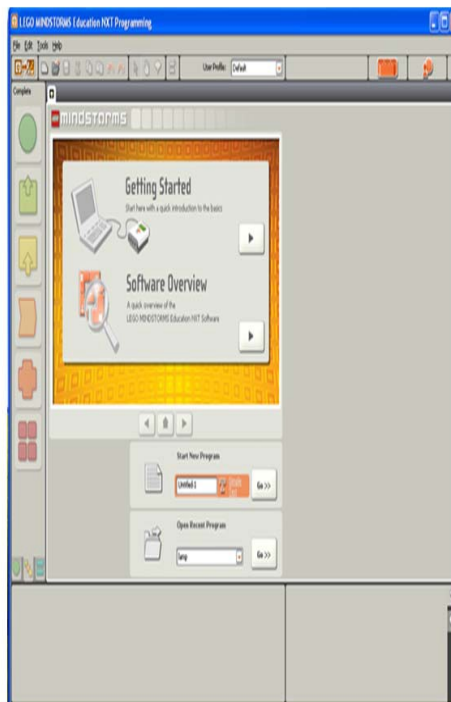 LEGO MINDSTORMS Education NXT Programming
File Edit Tools Help
User Profile: Default
Complete
LEGO mindstorms
Getting Started
Start here with a quick introduction to the basics
Software Overview
A quick overview of the
LEGO MINDSTORMS Education NXT Software
Start New Program
Untitled-1
Go >>
Open Recent Program
Go >>